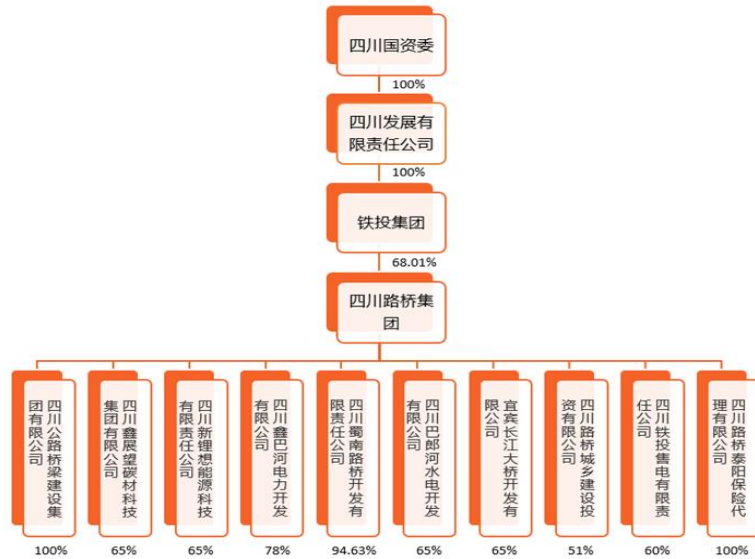 四川国资委
100%
四川发展有
限责任公司
100%
铁投集团
68.01%
四川路桥集
团
四川公路桥梁建设集
团有限公司
四川鑫展望碳材科技
集团有限公司
四川新锂想能源科技
有限责任公司
四川鑫巴河电力开发
有限公司
四川蜀南路桥开发有
限责任公司
四川巴郎河水电开发
有限公司
宜宾长江大桥开发有
限公司
四川路桥城乡建设投
资有限公司
四川铁投售电有限责
任公司
四川路桥泰阳保险代
理有限公司
100%
65%
65%
78%
94.63%
65%
65%
51%
60%
100%